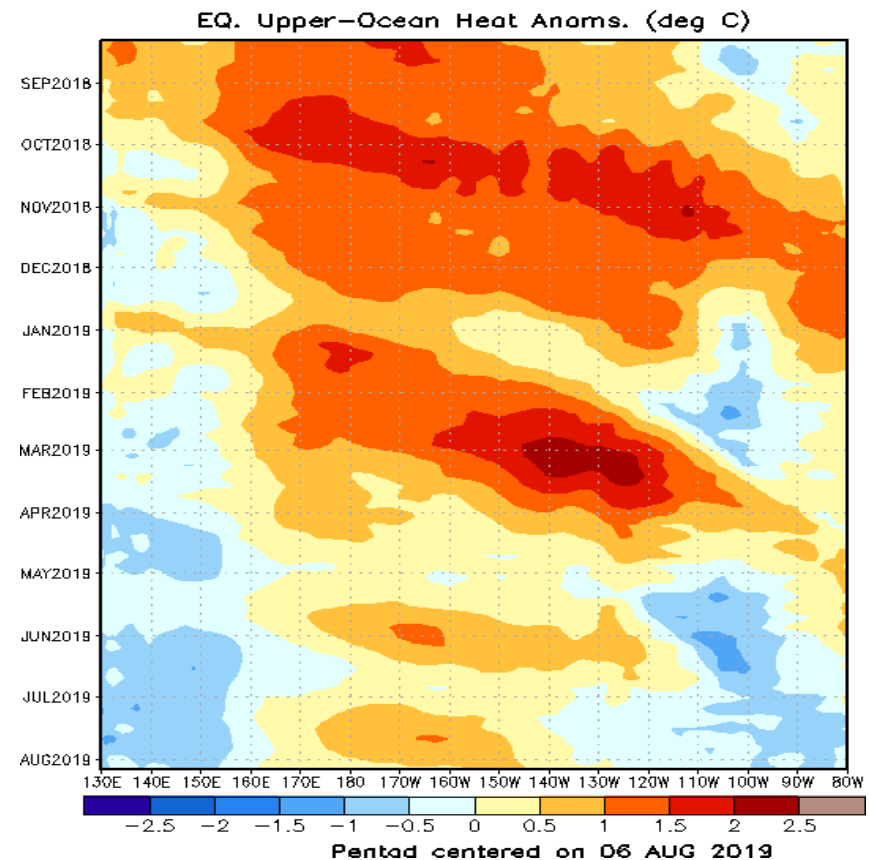 EQ. Upper-Ocean Heat Anoms. (deg C)
SEP2018
OCT2018
NOV2018
DEC2018
JAN2019
FEB2019
MAR2019
APR2019
MAY2019
JUN2019
JUL2019
AUG2019
130E 140E 150E 160E 170E 180 170W 160W 150W 140W 130W 120W 110W 100W 90W 80W
-2.5 -2 -1.5 -1 -0.5 0 0.5 1 1.5 2 2.5
Pentad centered on 06 AUG 2019